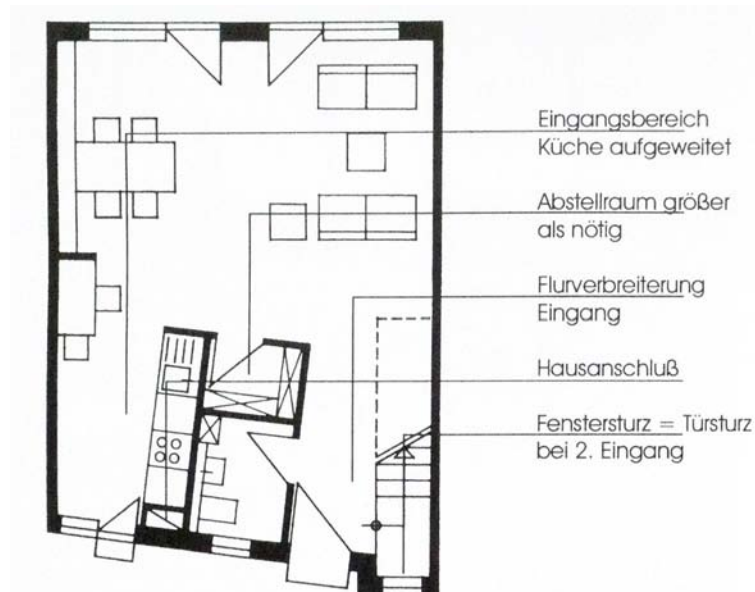 Eingangsbereich
Küche aufgeweitet
Abstellraum größer
als nötig
Flurverbreiterung
Eingang
Hausanschluß
Fenstersturz = Türsturz
bei 2. Eingang